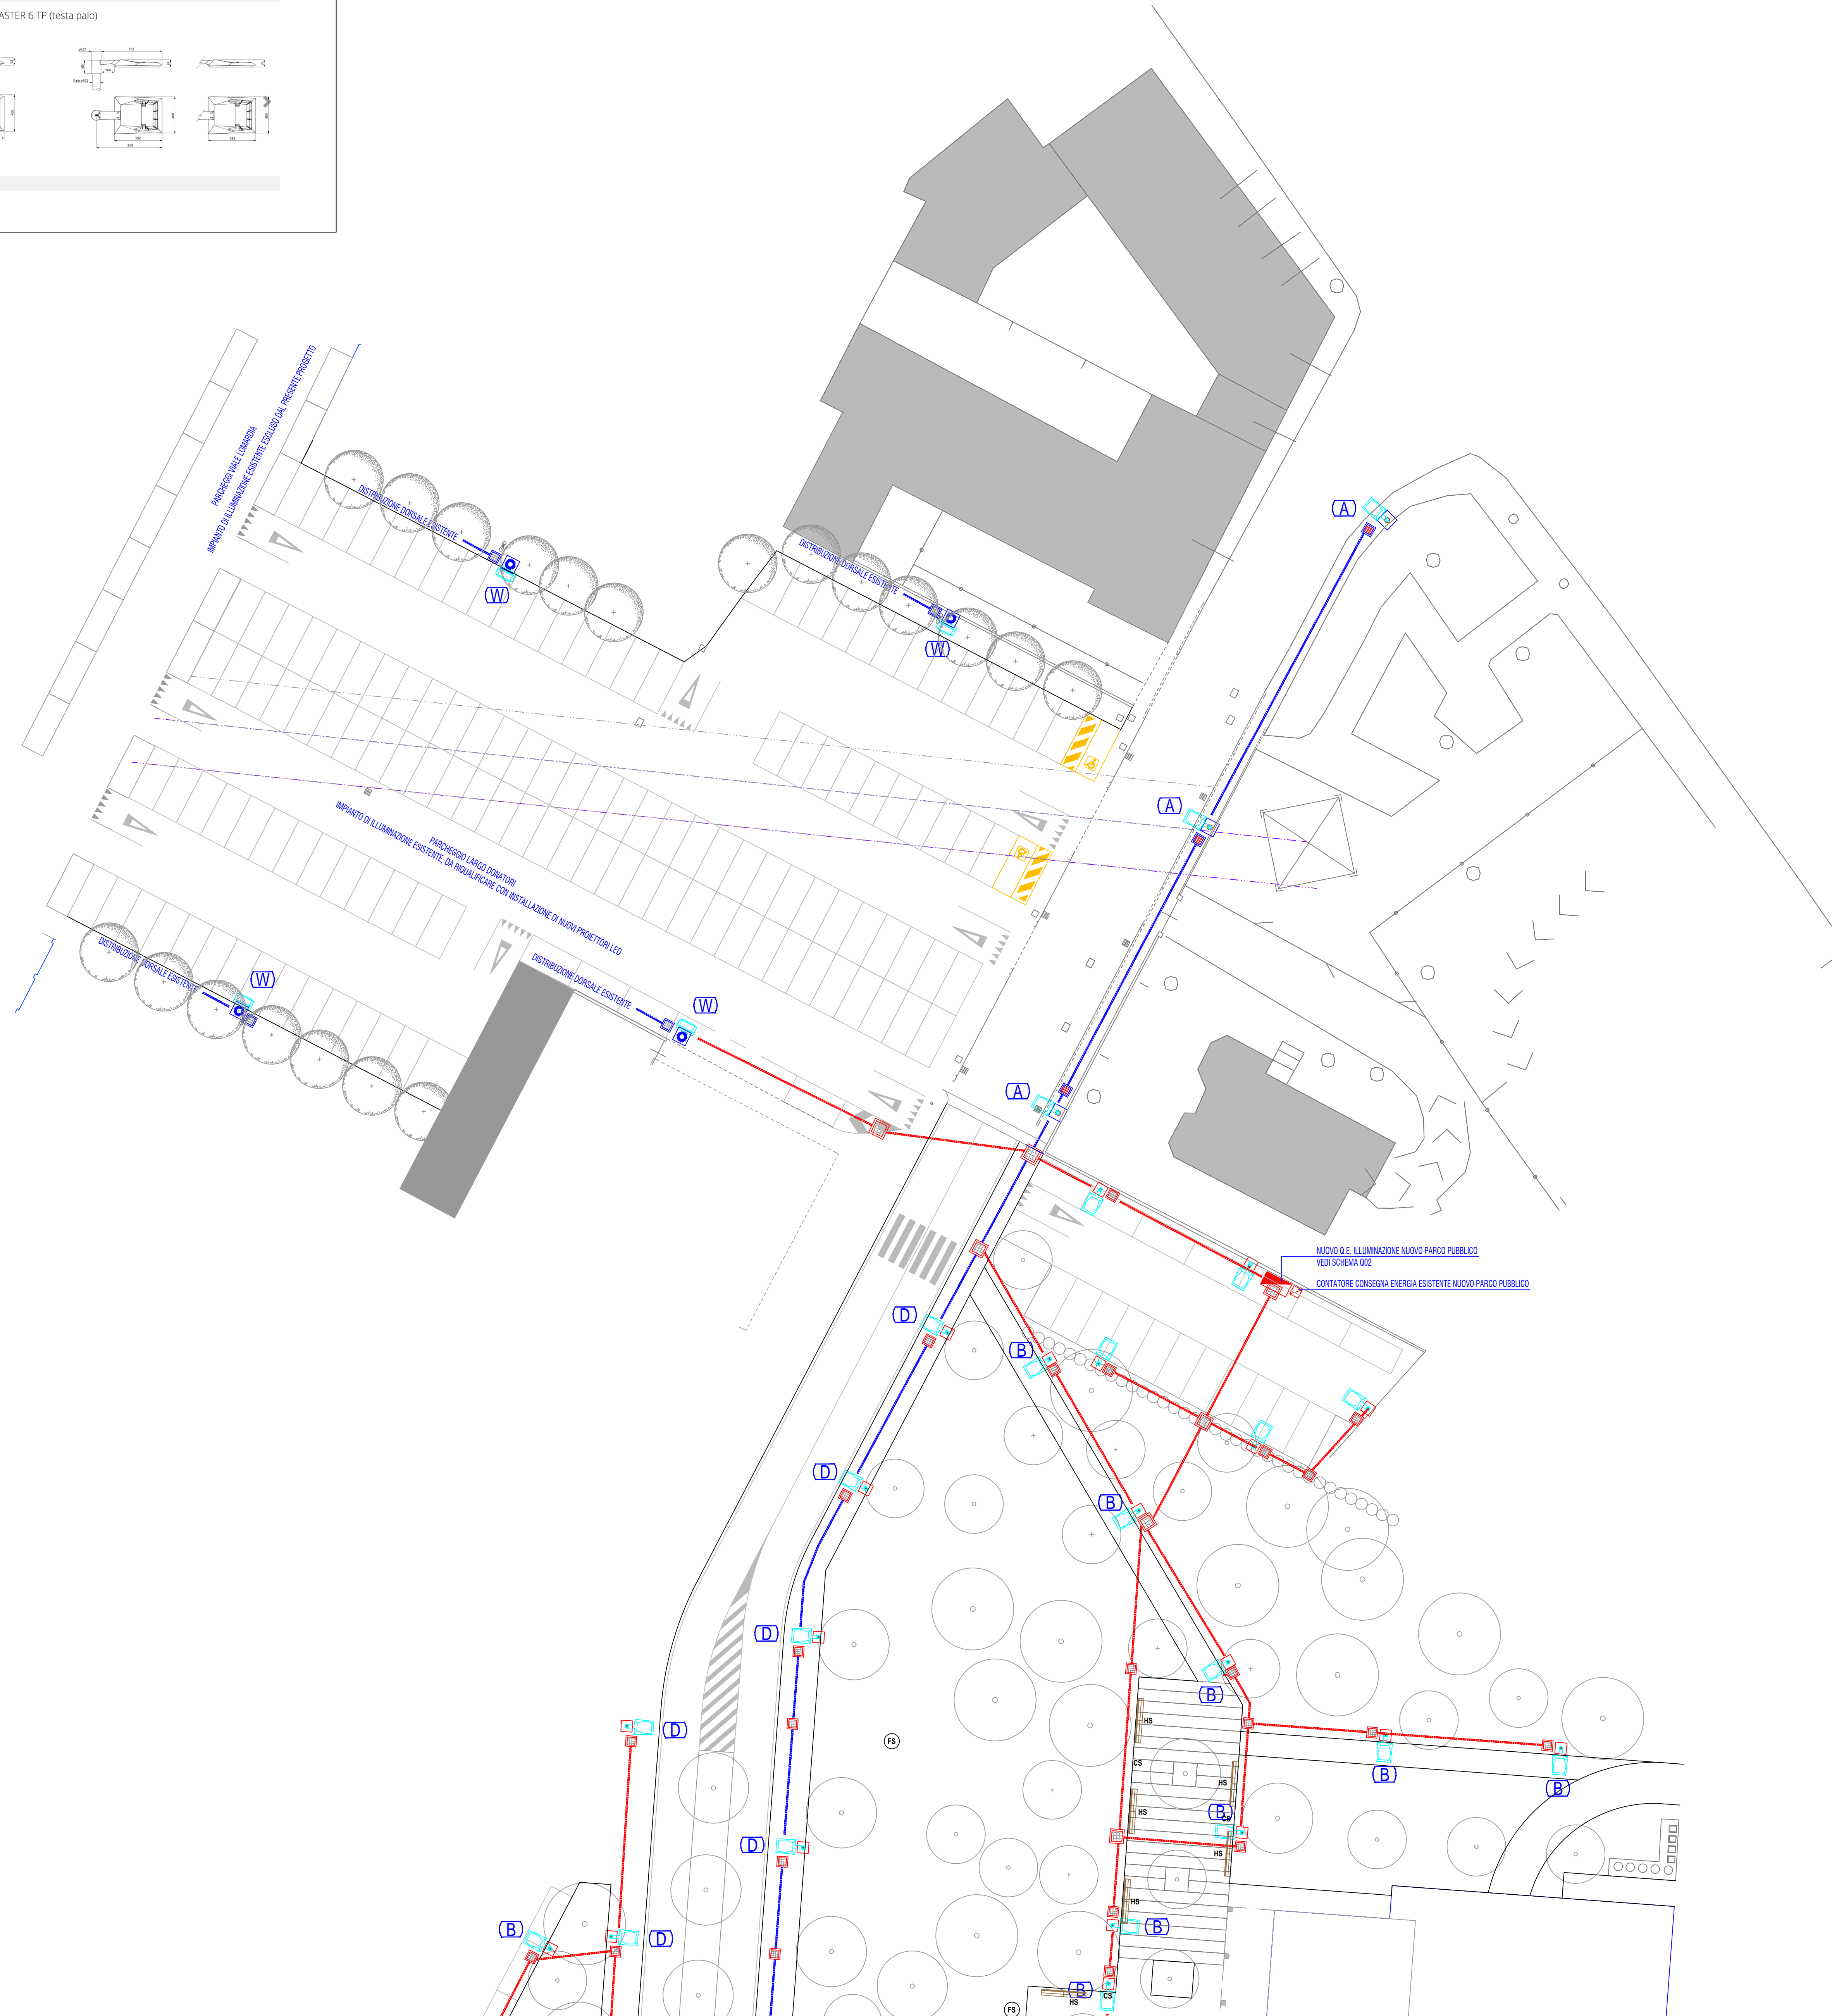 ASTER 6 TP (testa palo)
PARCHEGGI VIALE LOMARDIA
IMPIANTO DI ILLUMINAZIONE ESISTENTE ESCLUSO DAL PRESENTE PROGETTO
DISTRIBUZIONE DORSALE ESISTENTE
(W)
DISTRIBUZIONE DORSALE ESISTENTE
(W)
(A)
(A)
PARCHEGGIO LARGO DONATORI
IMPIANTO DI ILLUMINAZIONE ESISTENTE, DA RIQUALIFICARE CON INSTALLAZIONE DI NUOVI PROIETTORI LED
DISTRIBUZIONE DORSALE ESISTENTE
(W)
DISTRIBUZIONE DORSALE ESISTENTE
(W)
(A)
NUOVO Q.E. ILLUMINAZIONE NUOVO PARCO PUBBLICO
VEDI SCHEMA Q02
CONTATORE CONSEGNA ENERGIA ESISTENTE NUOVO PARCO PUBBLICO
(D)
(B)
(D)
(B)
(D)
(B)
HS
(D)
FS
CS
(B)
(B)
HS
(B)
HS
CS
(D)
HS
HS
(B)
(B)
(D)
(B)
CS
HS
FS